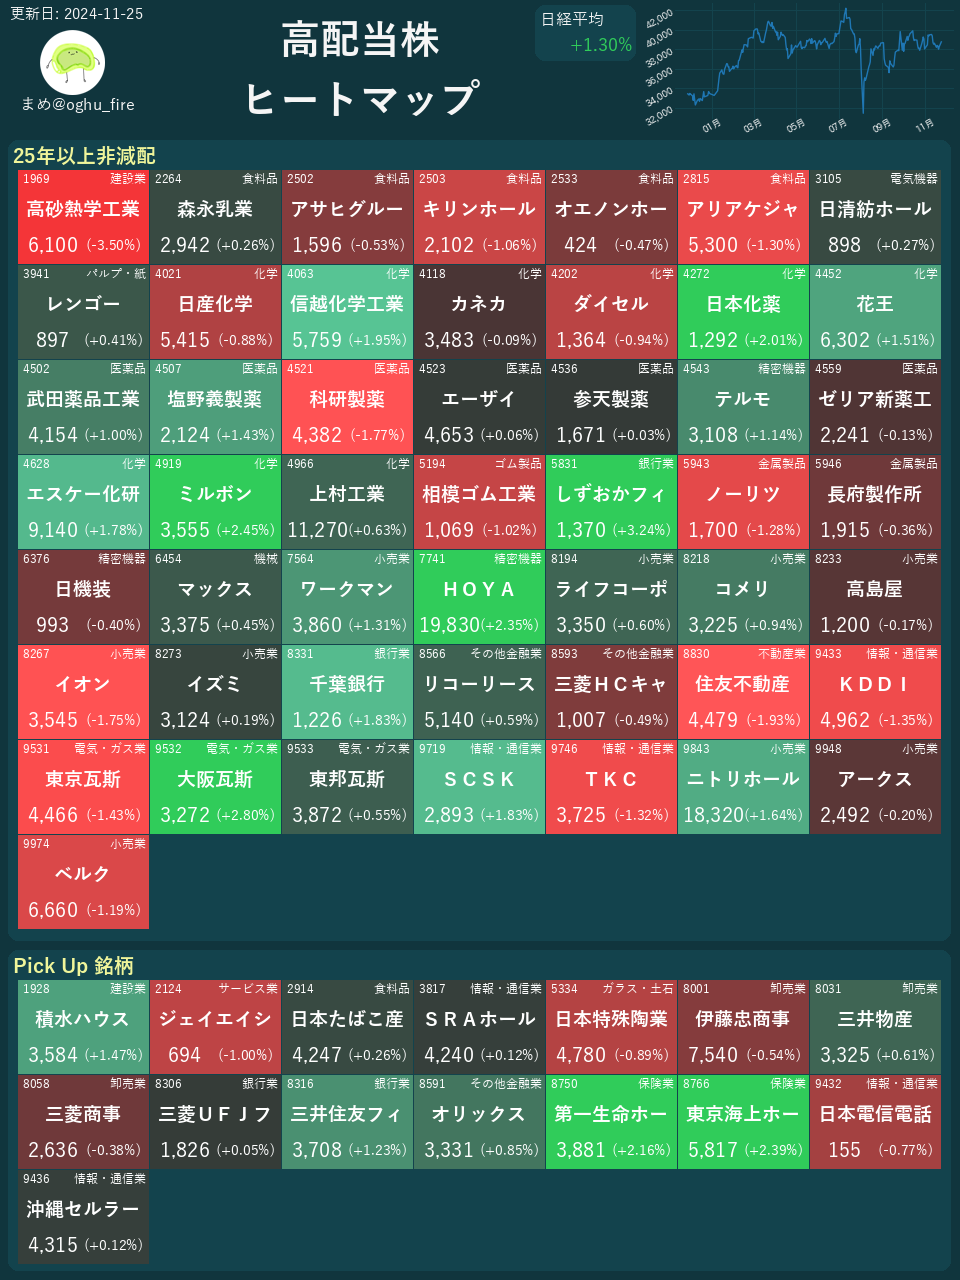 更新日: 2024-11-25
まめ@oghu_fire
高配当株
ヒートマップ
日経平均
+1.30%
42,000
40,000
38,000
36,000
34,000
32,000
01月 03月 05月 07月 09月 11月
25年以上非減配
1969 建設業 2264 食料品 2502 食料品 2503 食料品 2533 食料品 2815 食料品 3105 電気機器
高砂熱学工業 森永乳業 アサヒグルー キリンホール オエノンホー アリアケジャ 日清紡ホール
6,100 (-3.50%) 2,942 (+0.26%) 1,596 (-0.53%) 2,102 (-1.06%) 424 (-0.47%) 5,300 (-1.30%) 898 (+0.27%)
3941 パルプ・紙 4021 化学 4063 化学 4118 化学 4202 化学 4272 化学 4452 化学
レンゴー 日産化学 信越化学工業 カネカ ダイセル 日本化薬 花王
897 (+0.41%) 5,415 (-0.88%) 5,759 (+1.95%) 3,483 (-0.09%) 1,364 (-0.94%) 1,292 (+2.01%) 6,302 (+1.51%)
4502 医薬品 4507 医薬品 4521 医薬品 4523 医薬品 4536 医薬品 4543 精密機器 4559 医薬品
武田薬品工業 塩野義製薬 科研製薬 エーザイ 参天製薬 テルモ ゼリア新薬工
4,154 (+1.00%) 2,124 (+1.43%) 4,382 (-1.77%) 4,653 (+0.06%) 1,671 (+0.03%) 3,108 (+1.14%) 2,241 (-0.13%)
4628 化学 4919 化学 4966 化学 5194 ゴム製品 5831 銀行業 5943 金属製品 5946 金属製品
エスケー化研 ミルボン 上村工業 相模ゴム工業 しずおかフィ ノーリツ 長府製作所
9,140 (+1.78%) 3,555 (+2.45%) 11,270(+0.63%) 1,069 (-1.02%) 1,370 (+3.24%) 1,700 (-1.28%) 1,915 (-0.36%)
6376 精密機器 6454 機械 7564 小売業 7741 精密機器 8194 小売業 8218 小売業 8233 小売業
日機装 マックス ワークマン ＨＯＹＡ ライフコーポ コメリ 高島屋
993 (-0.40%) 3,375 (+0.45%) 3,860 (+1.31%) 19,830(+2.35%) 3,350 (+0.60%) 3,225 (+0.94%) 1,200 (-0.17%)
8267 小売業 8273 小売業 8331 銀行業 8566 その他金融業 8593 その他金融業 8830 不動産業 9433 情報・通信業
イオン イズミ 千葉銀行 リコーリース 三菱ＨＣキャ 住友不動産 ＫＤＤＩ
3,545 (-1.75%) 3,124 (+0.19%) 1,226 (+1.83%) 5,140 (+0.59%) 1,007 (-0.49%) 4,479 (-1.93%) 4,962 (-1.35%)
9531 電気・ガス業 9532 電気・ガス業 9533 電気・ガス業 9719 情報・通信業 9746 情報・通信業 9843 小売業 9948 小売業
東京瓦斯 大阪瓦斯 東邦瓦斯 ＳＣＳＫ ＴＫＣ ニトリホール アークス
4,466 (-1.43%) 3,272 (+2.80%) 3,872 (+0.55%) 2,893 (+1.83%) 3,725 (-1.32%) 18,320(+1.64%) 2,492 (-0.20%)
9974 小売業
ベルク
6,660 (-1.19%)
Pick Up 銘柄
1928 建設業 2124 サービス業 2914 食料品 3817 情報・通信業 5334 ガラス・土石 8001 卸売業 8031 卸売業
積水ハウス ジェイエイシ 日本たばこ産 ＳＲＡホール 日本特殊陶業 伊藤忠商事 三井物産
3,584 (+1.47%) 694 (-1.00%) 4,247 (+0.26%) 4,240 (+0.12%) 4,780 (-0.89%) 7,540 (-0.54%) 3,325 (+0.61%)
8058 卸売業 8306 銀行業 8316 銀行業 8591 その他金融業 8750 保険業 8766 保険業 9432 情報・通信業
三菱商事 三菱ＵＦＪフ 三井住友フィ オリックス 第一生命ホー 東京海上ホー 日本電信電話
2,636 (-0.38%) 1,826 (+0.05%) 3,708 (+1.23%) 3,331 (+0.85%) 3,881 (+2.16%) 5,817 (+2.39%) 155 (-0.77%)
9436 情報・通信業
沖縄セルラー
4,315 (+0.12%)